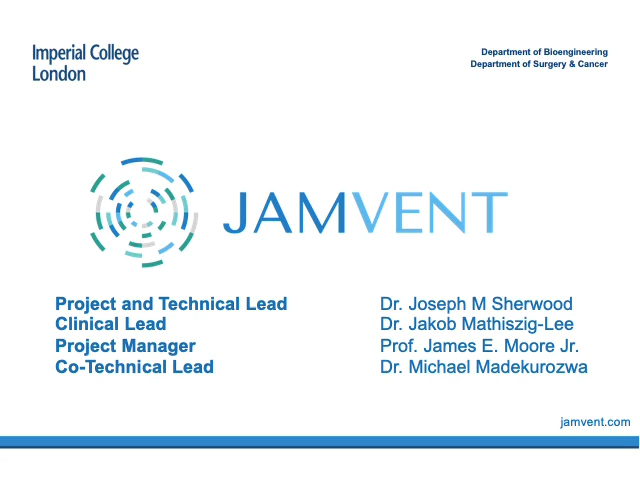 Imperial College
London
Department of Bioengineering
Department of Surgery & Cancer
JAMVENT
Project and Technical Lead Dr. Joseph M Sherwood
Clinical Lead Dr. Jakob Mathiszig-Lee
Project Manager Prof. James E. Moore Jr.
Co-Technical Lead Dr. Michael Madekurozwa
jamvent.com